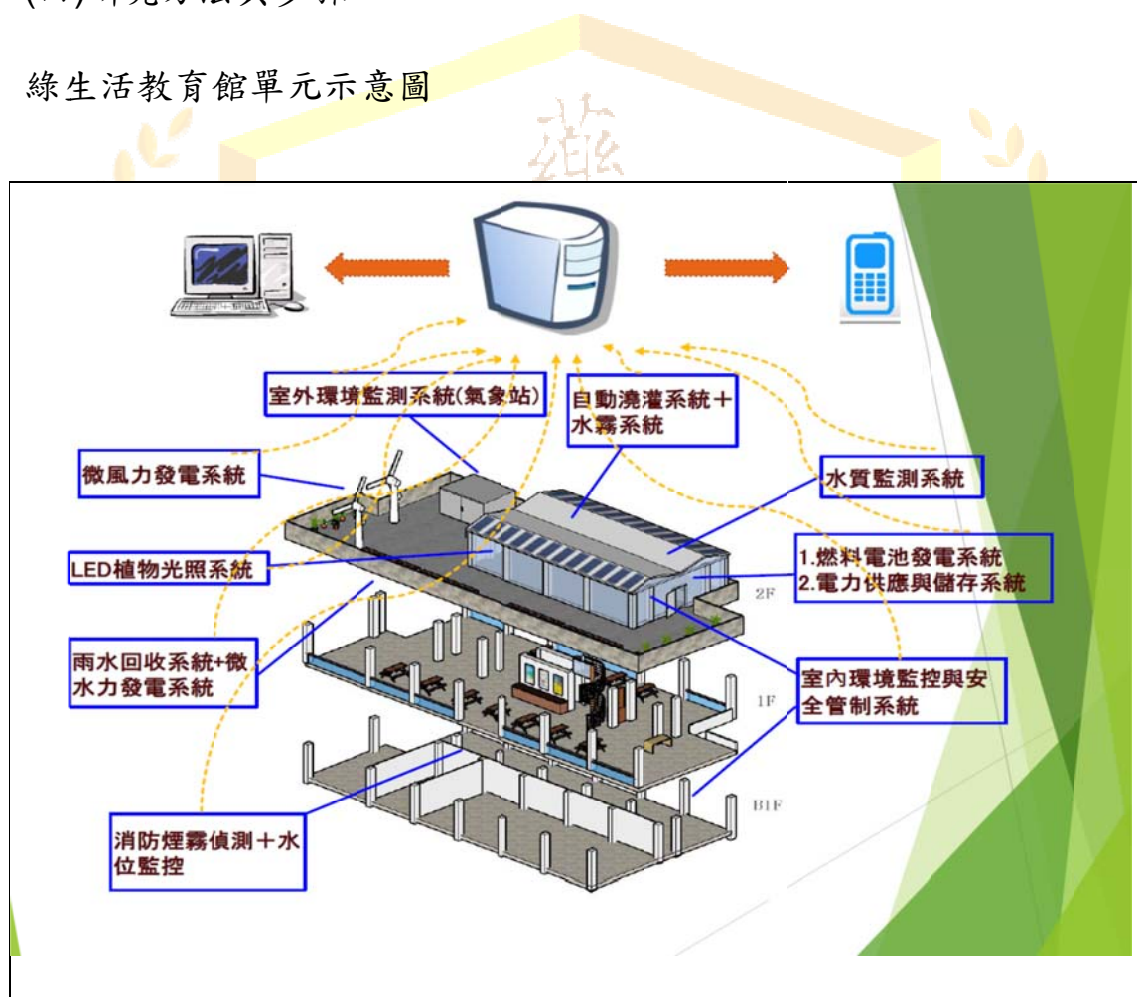 綠生活教育館單元示意圖
室外環境監測系統(氣象站)
自動澆灌系統＋
水霧系統
微風力發電系統
水質監測系統
LED植物光照系統
1.燃料電池發電系統
2.電力供應與儲存系統
2F
雨水回收系統+微
水力發電系統
室內環境監控與安
全管制系統
1F
B1F
消防煙霧偵測＋水
位監控